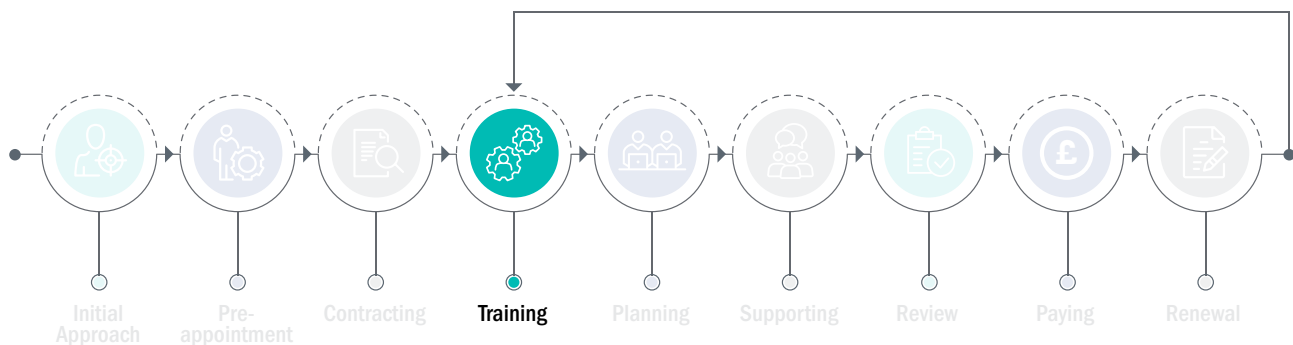 £
Initial
Approach
Pre-
appointment
Contracting
Training
Planning
Supporting
Review
Paying
Renewal